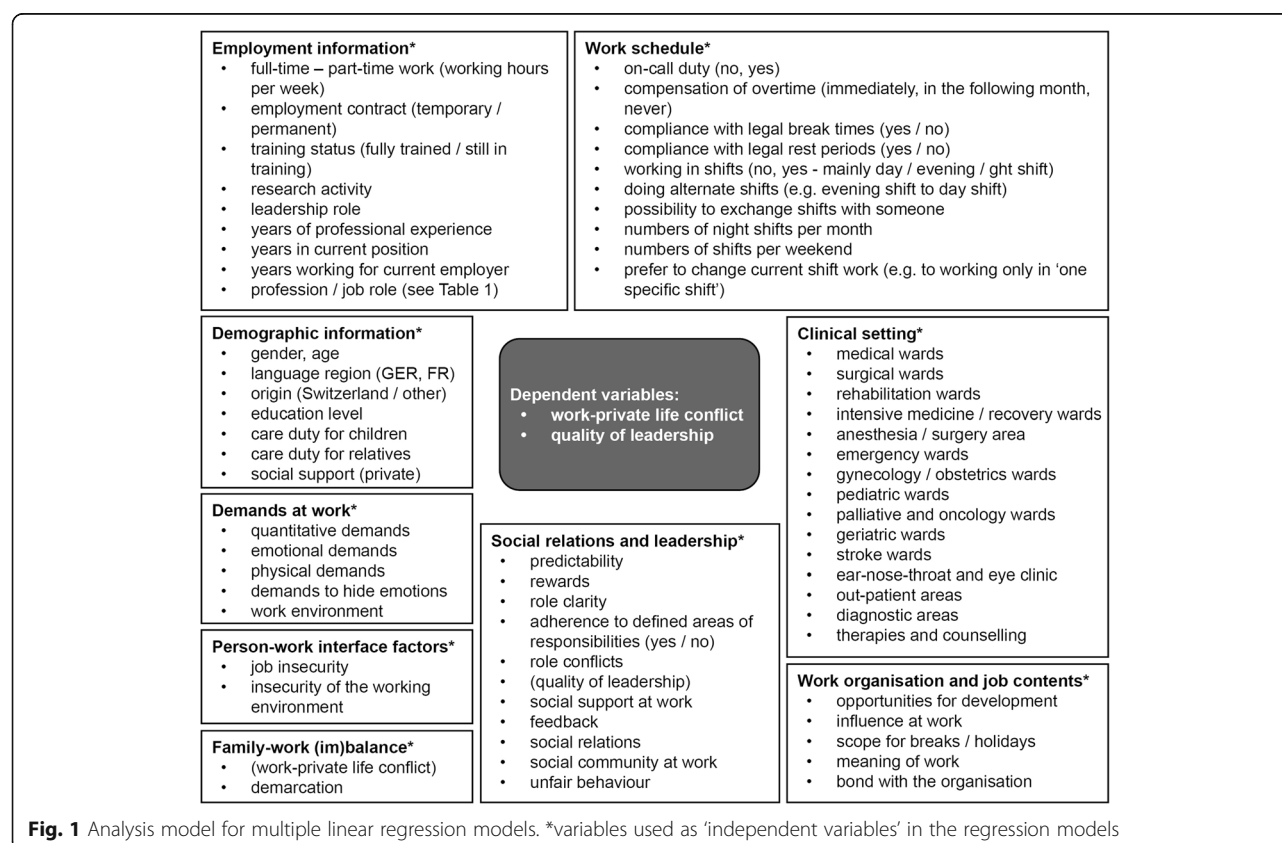 Employment information*
• full-time – part-time work (working hours
per week)
• employment contract (temporary /
permanent)
• training status (fully trained / still in
training)
• research activity
• leadership role
• years of professional experience
• years in current position
• years working for current employer
• profession / job role (see Table 1)
Work schedule*
• on-call duty (no, yes)
• compensation of overtime (immediately, in the following month,
never)
• compliance with legal break times (yes / no)
• compliance with legal rest periods (yes / no)
• working in shifts (no, yes - mainly day / evening / ght shift)
• doing alternate shifts (e.g. evening shift to day shift)
• possibility to exchange shifts with someone
• numbers of night shifts per month
• numbers of shifts per weekend
• prefer to change current shift work (e.g. to working only in ‘one
specific shift’)
Demographic information*
• gender, age
• language region (GER, FR)
• origin (Switzerland / other)
• education level
• care duty for children
• care duty for relatives
• social support (private)
Dependent variables:
• work-private life conflict
• quality of leadership
Clinical setting*
• medical wards
• surgical wards
• rehabilitation wards
• intensive medicine / recovery wards
• anesthesia / surgery area
• emergency wards
• gynecology / obstetrics wards
• pediatric wards
• palliative and oncology wards
• geriatric wards
• stroke wards
• ear-nose-throat and eye clinic
• out-patient areas
• diagnostic areas
• therapies and counselling
Demands at work*
• quantitative demands
• emotional demands
• physical demands
• demands to hide emotions
• work environment
Social relations and leadership*
• predictability
• rewards
• role clarity
• adherence to defined areas of
responsibilities (yes / no)
• role conflicts
• (quality of leadership)
• social support at work
• feedback
• social relations
• social community at work
• unfair behaviour
Person-work interface factors*
• job insecurity
• insecurity of the working
environment
Work organisation and job contents*
• opportunities for development
• influence at work
• scope for breaks / holidays
• meaning of work
• bond with the organisation
Family-work (im)balance*
• (work-private life conflict)
• demarcation
Fig. 1 Analysis model for multiple linear regression models. *variables used as ‘independent variables’ in the regression models